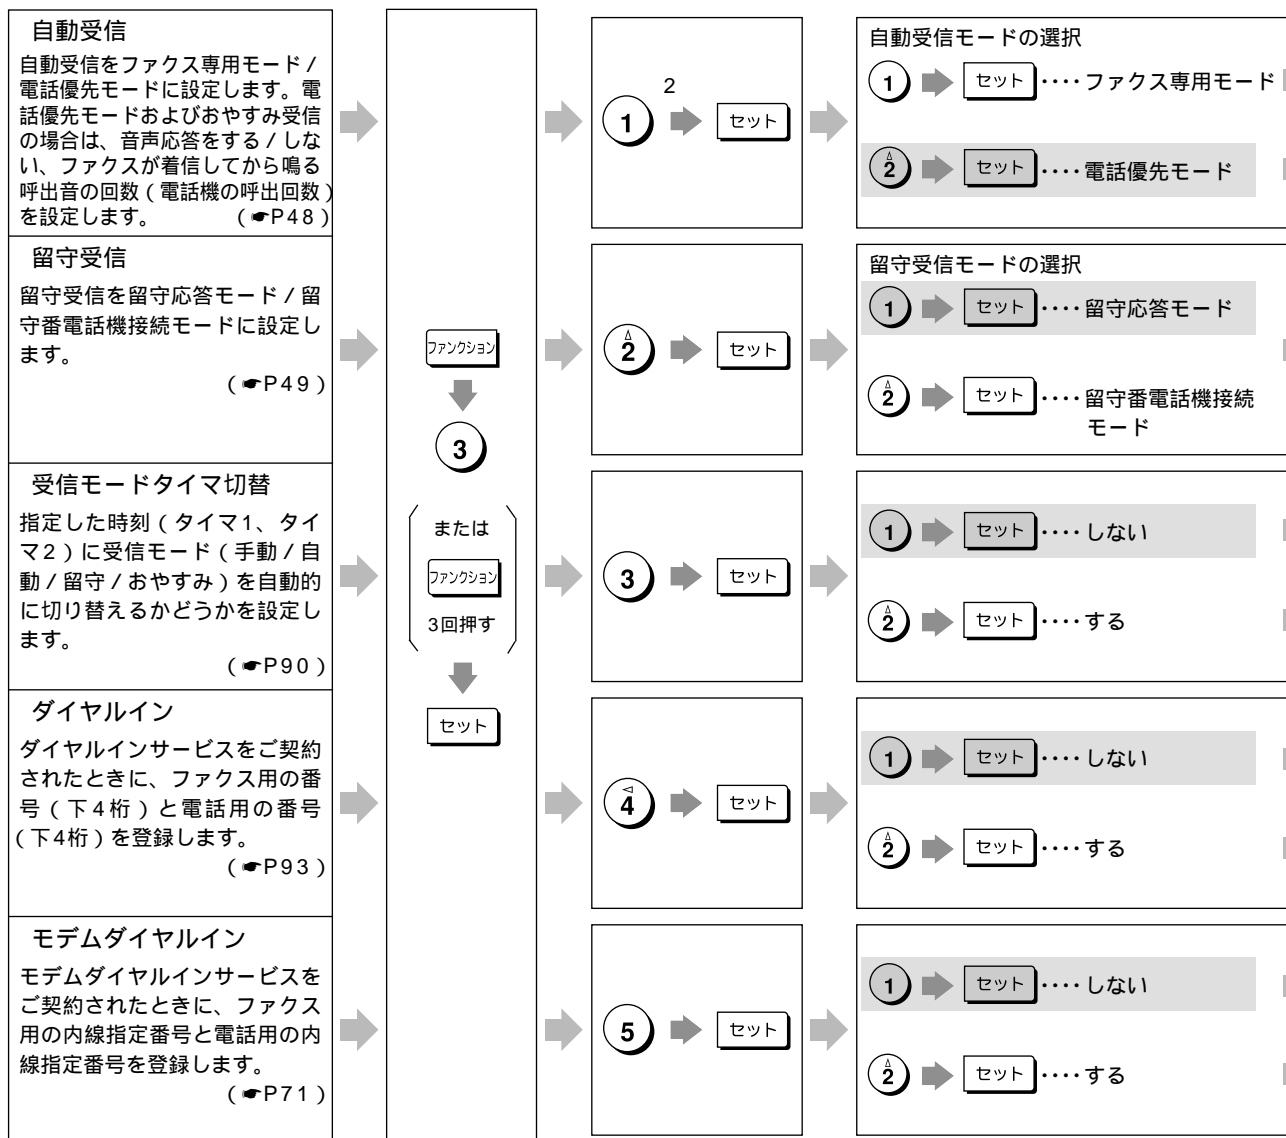 自動受信
自動受信をファクス専用モード/
電話優先モードに設定します。電
話優先モードおよびおやすみ受信
の場合は、音声応答をする/しな
い、ファクスが着信してから鳴る
呼出音の回数(電話機の呼出回数)
を設定します。 (☛P48)
1
2
セット
自動受信モードの選択
1 セット ････ファクス専用モード
2 セット ････電話優先モード
留守受信
留守受信を留守応答モード/留
守番電話機接続モードに設定し
ます。
(☛P49)
ファンクション
3
または
ファンクション
3回押す
セット
2 セット
留守受信モードの選択
1 セット ････留守応答モード
2 セット ････留守番電話機接続
モード
受信モードタイマ切替
指定した時刻(タイマ1、タイ
マ2)に受信モード(手動/自
動/留守/おやすみ)を自動的
に切り替えるかどうかを設定し
ます。
(☛P90)
3 セット
1 セット ････しない
2 セット ････する
ダイヤルイン
ダイヤルインサービスをご契約
されたときに、ファクス用の番
号(下4桁)と電話用の番号
(下4桁)を登録します。
(☛P93)
4 セット
1 セット ････しない
2 セット ････する
モデムダイヤルイン
モデムダイヤルインサービスを
ご契約されたときに、ファクス
用の内線指定番号と電話用の内
線指定番号を登録します。
(☛P71)
5 セット
1 セット ････しない
2 セット ････する